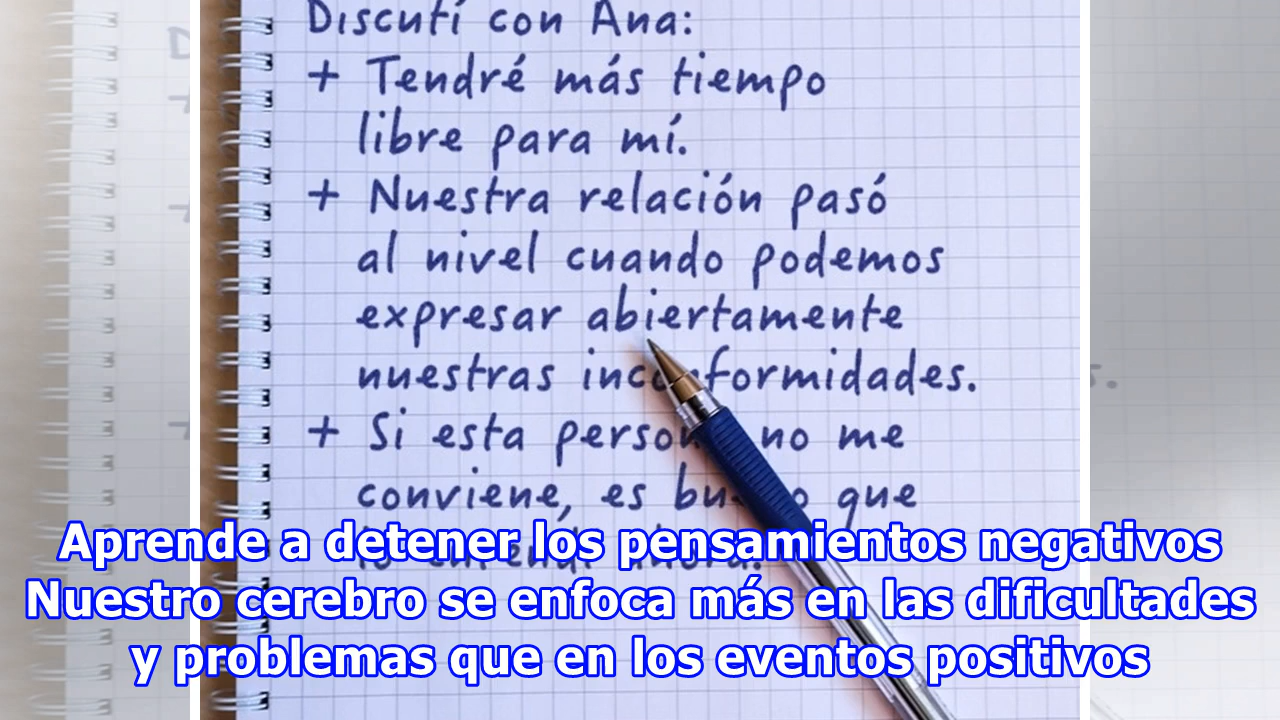 Discutí con Ana:
+ Tendré más tiempo
libre para mí.
+ Nuestra relación pasó
al nivel cuando podemos
expresar abiertamente
nuestras inconformidades.
+ Si esta persona no me
conviene, es bueno que
Aprende a detener los pensamientos negativos
Nuestro cerebro se enfoca más en las dificultades
y problemas que en los eventos positivos